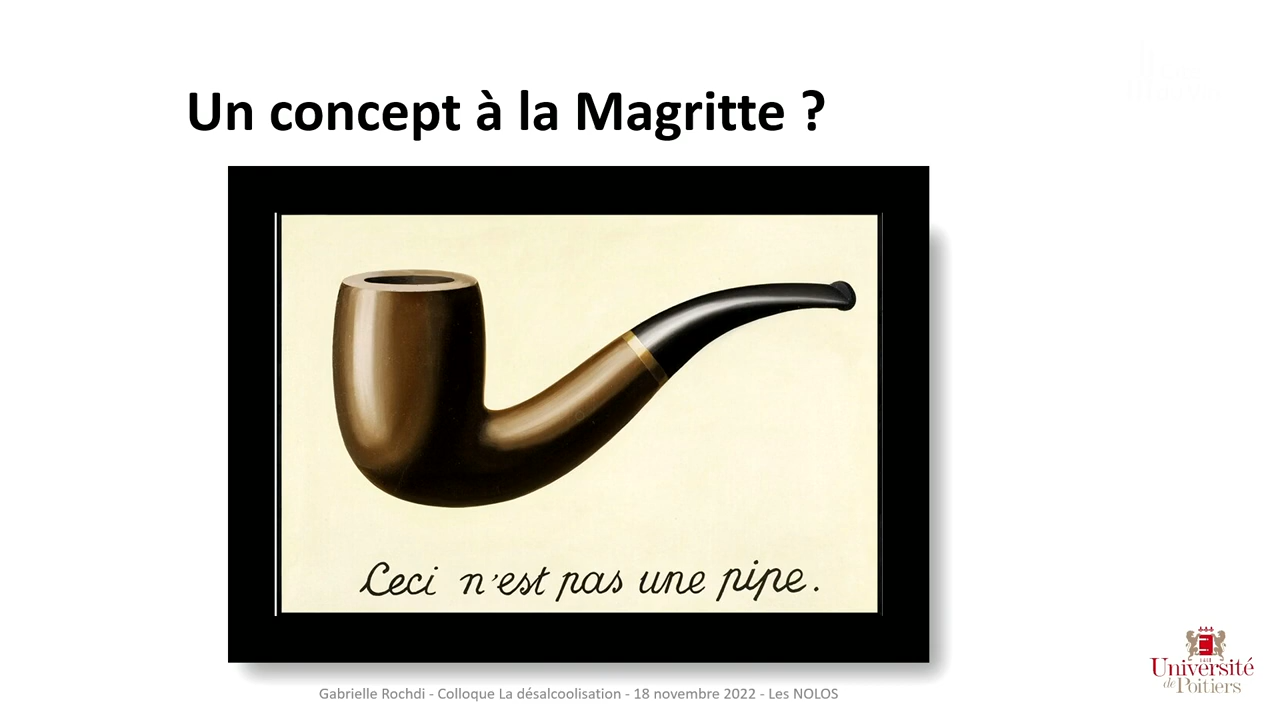 Un concept à la Magritte ?
Ceci n'est pas une pipe.
Gabrielle Rochdi - Colloque La désalcoolisation - 18 novembre 2022 - Les NOLOS
Université
de Poitiers